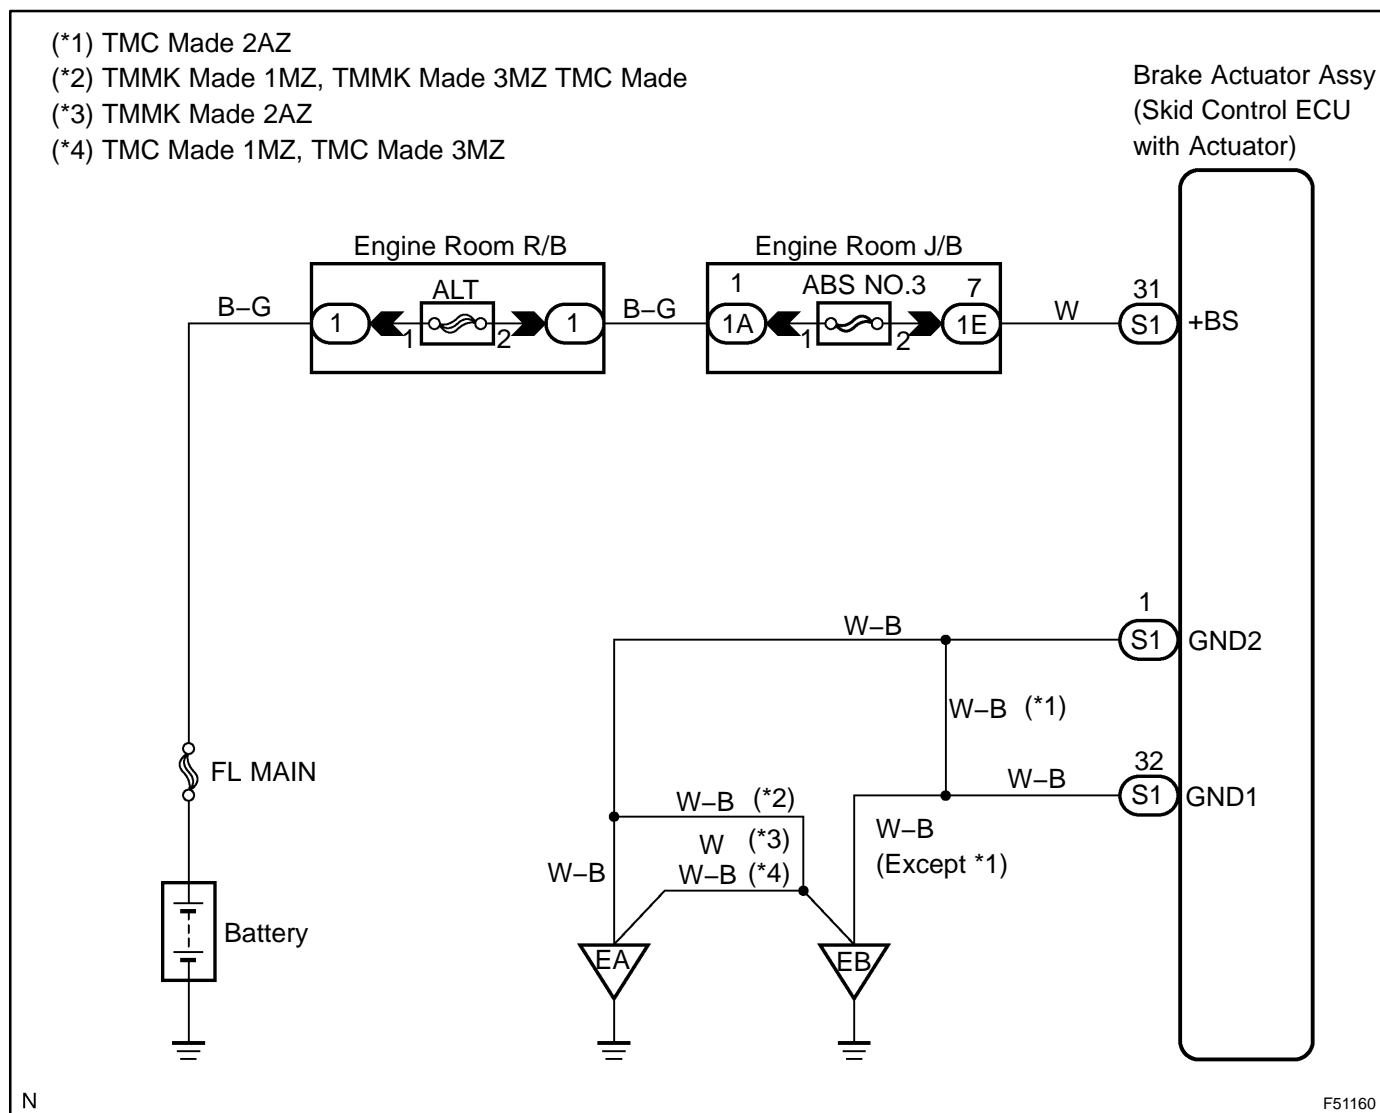 (*1) TMC Made 2AZ
(*2) TMMK Made 1MZ, TMMK Made 3MZ TMC Made
(*3) TMMK Made 2AZ
(*4) TMC Made 1MZ, TMC Made 3MZ
Brake Actuator Assy
(Skid Control ECU
with Actuator)
Engine Room R/B
Engine Room J/B
B–G
1
ALT
1
2
1
B–G
1
1A
ABS NO.3
1
2
7
1E
W
31
S1
+BS
W–B
1
S1
GND2
W–B (*1)
FL MAIN
W–B
32
S1
GND1
W–B (*2)
W (*3)
W–B (*4)
W–B
W–B
(Except *1)
Battery
EA
EB
N
F51160